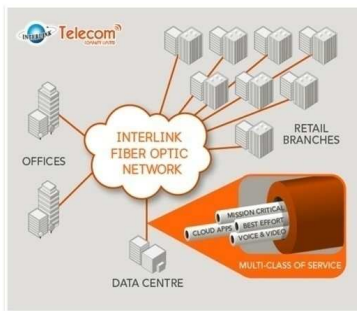 INTERLINK
Telecom
INTERLINK
FIBER OPTIC
NETWORK
OFFICES
RETAIL
BRANCHES
DATA CENTRE
MISSION CRITICAL
BEST EFFORT
CLOUD APPS
VOICE & VIDEO
MULTI-CLASS OF SERVICE